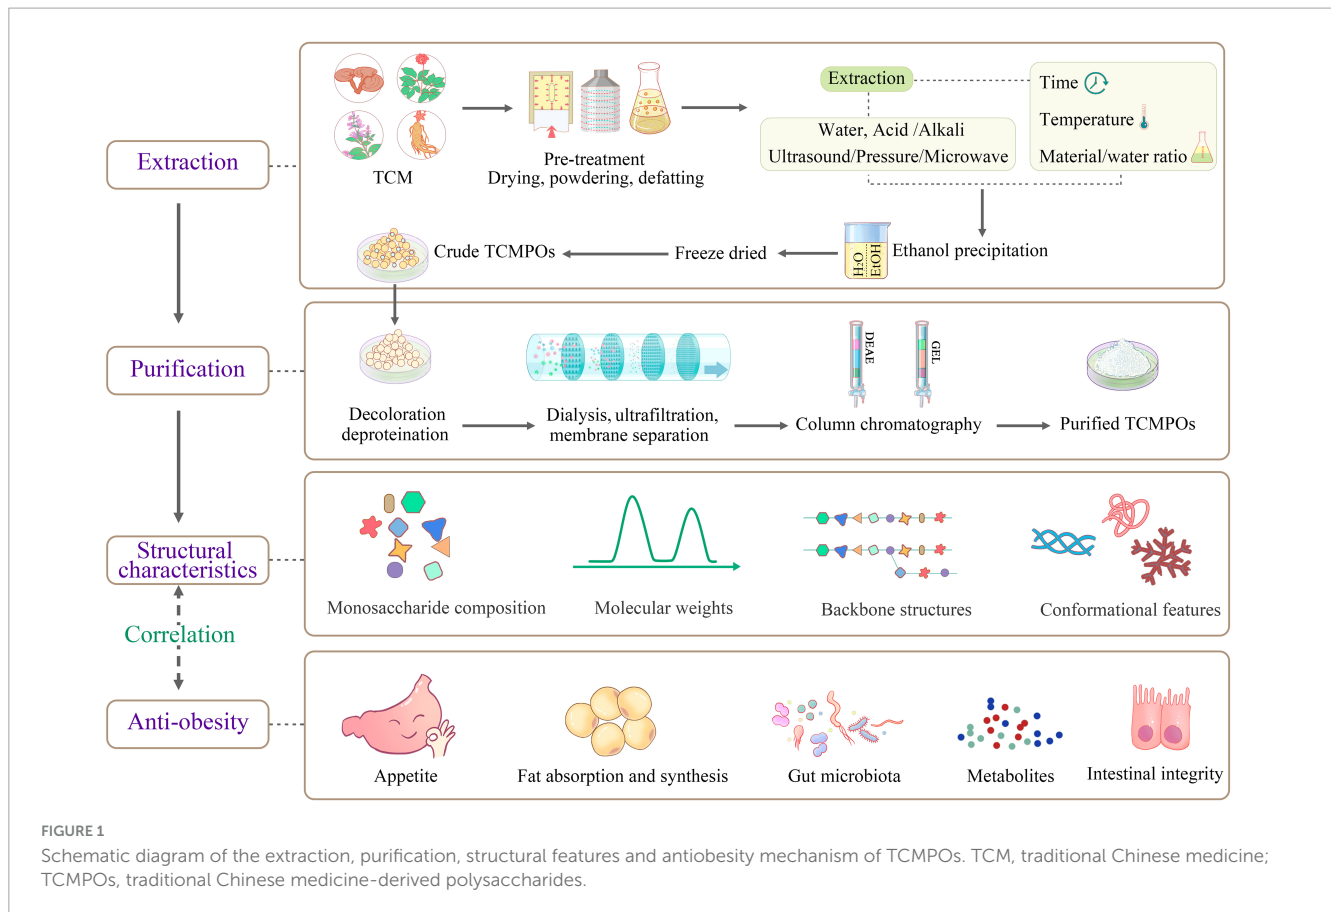 Extraction
TCM
Pre-treatment
Drying, powdering, defatting
Extraction
Water, Acid /Alkali
Ultrasound/Pressure/Microwave
Time
Temperature
Material/water ratio
Crude TCMPOs
Freeze dried
H₂O
EtOH
Ethanol precipitation
Purification
Decoloration
deproteination
Dialysis, ultrafiltration,
membrane separation
DEAE
GEL
Column chromatography
Purified TCMPOs
Structural
characteristics
Monosaccharide composition
Molecular weights
Backbone structures
Conformational features
Correlation
Anti-obesity
Appetite
Fat absorption and synthesis
Gut microbiota
Metabolites
Intestinal integrity
FIGURE 1
Schematic diagram of the extraction, purification, structural features and antiobesity mechanism of TCMPOs. TCM, traditional Chinese medicine;
TCMPOs, traditional Chinese medicine-derived polysaccharides.